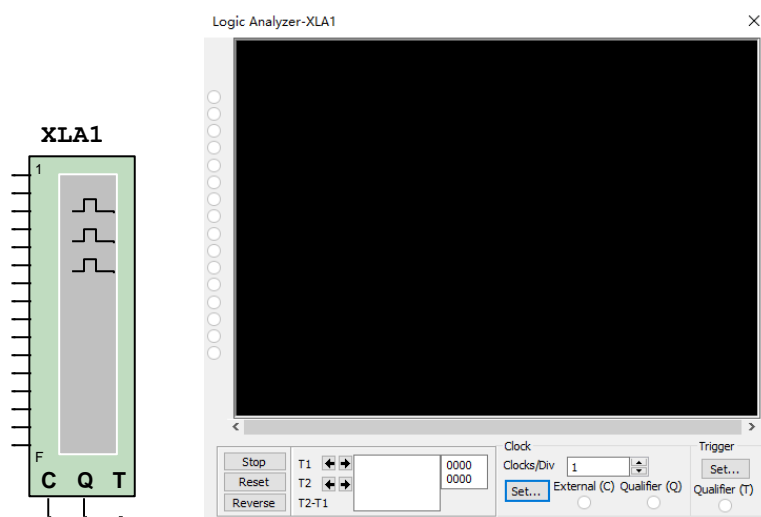 Logic Analyzer-XLA1
XLA1
1
F
C Q T
Stop
Reset
Reverse
T1
T2
T2-T1
0000
0000
Clock
Clocks/Div 1
Set... External (C) Qualifier (Q)
Trigger
Set...
Qualifier (T)